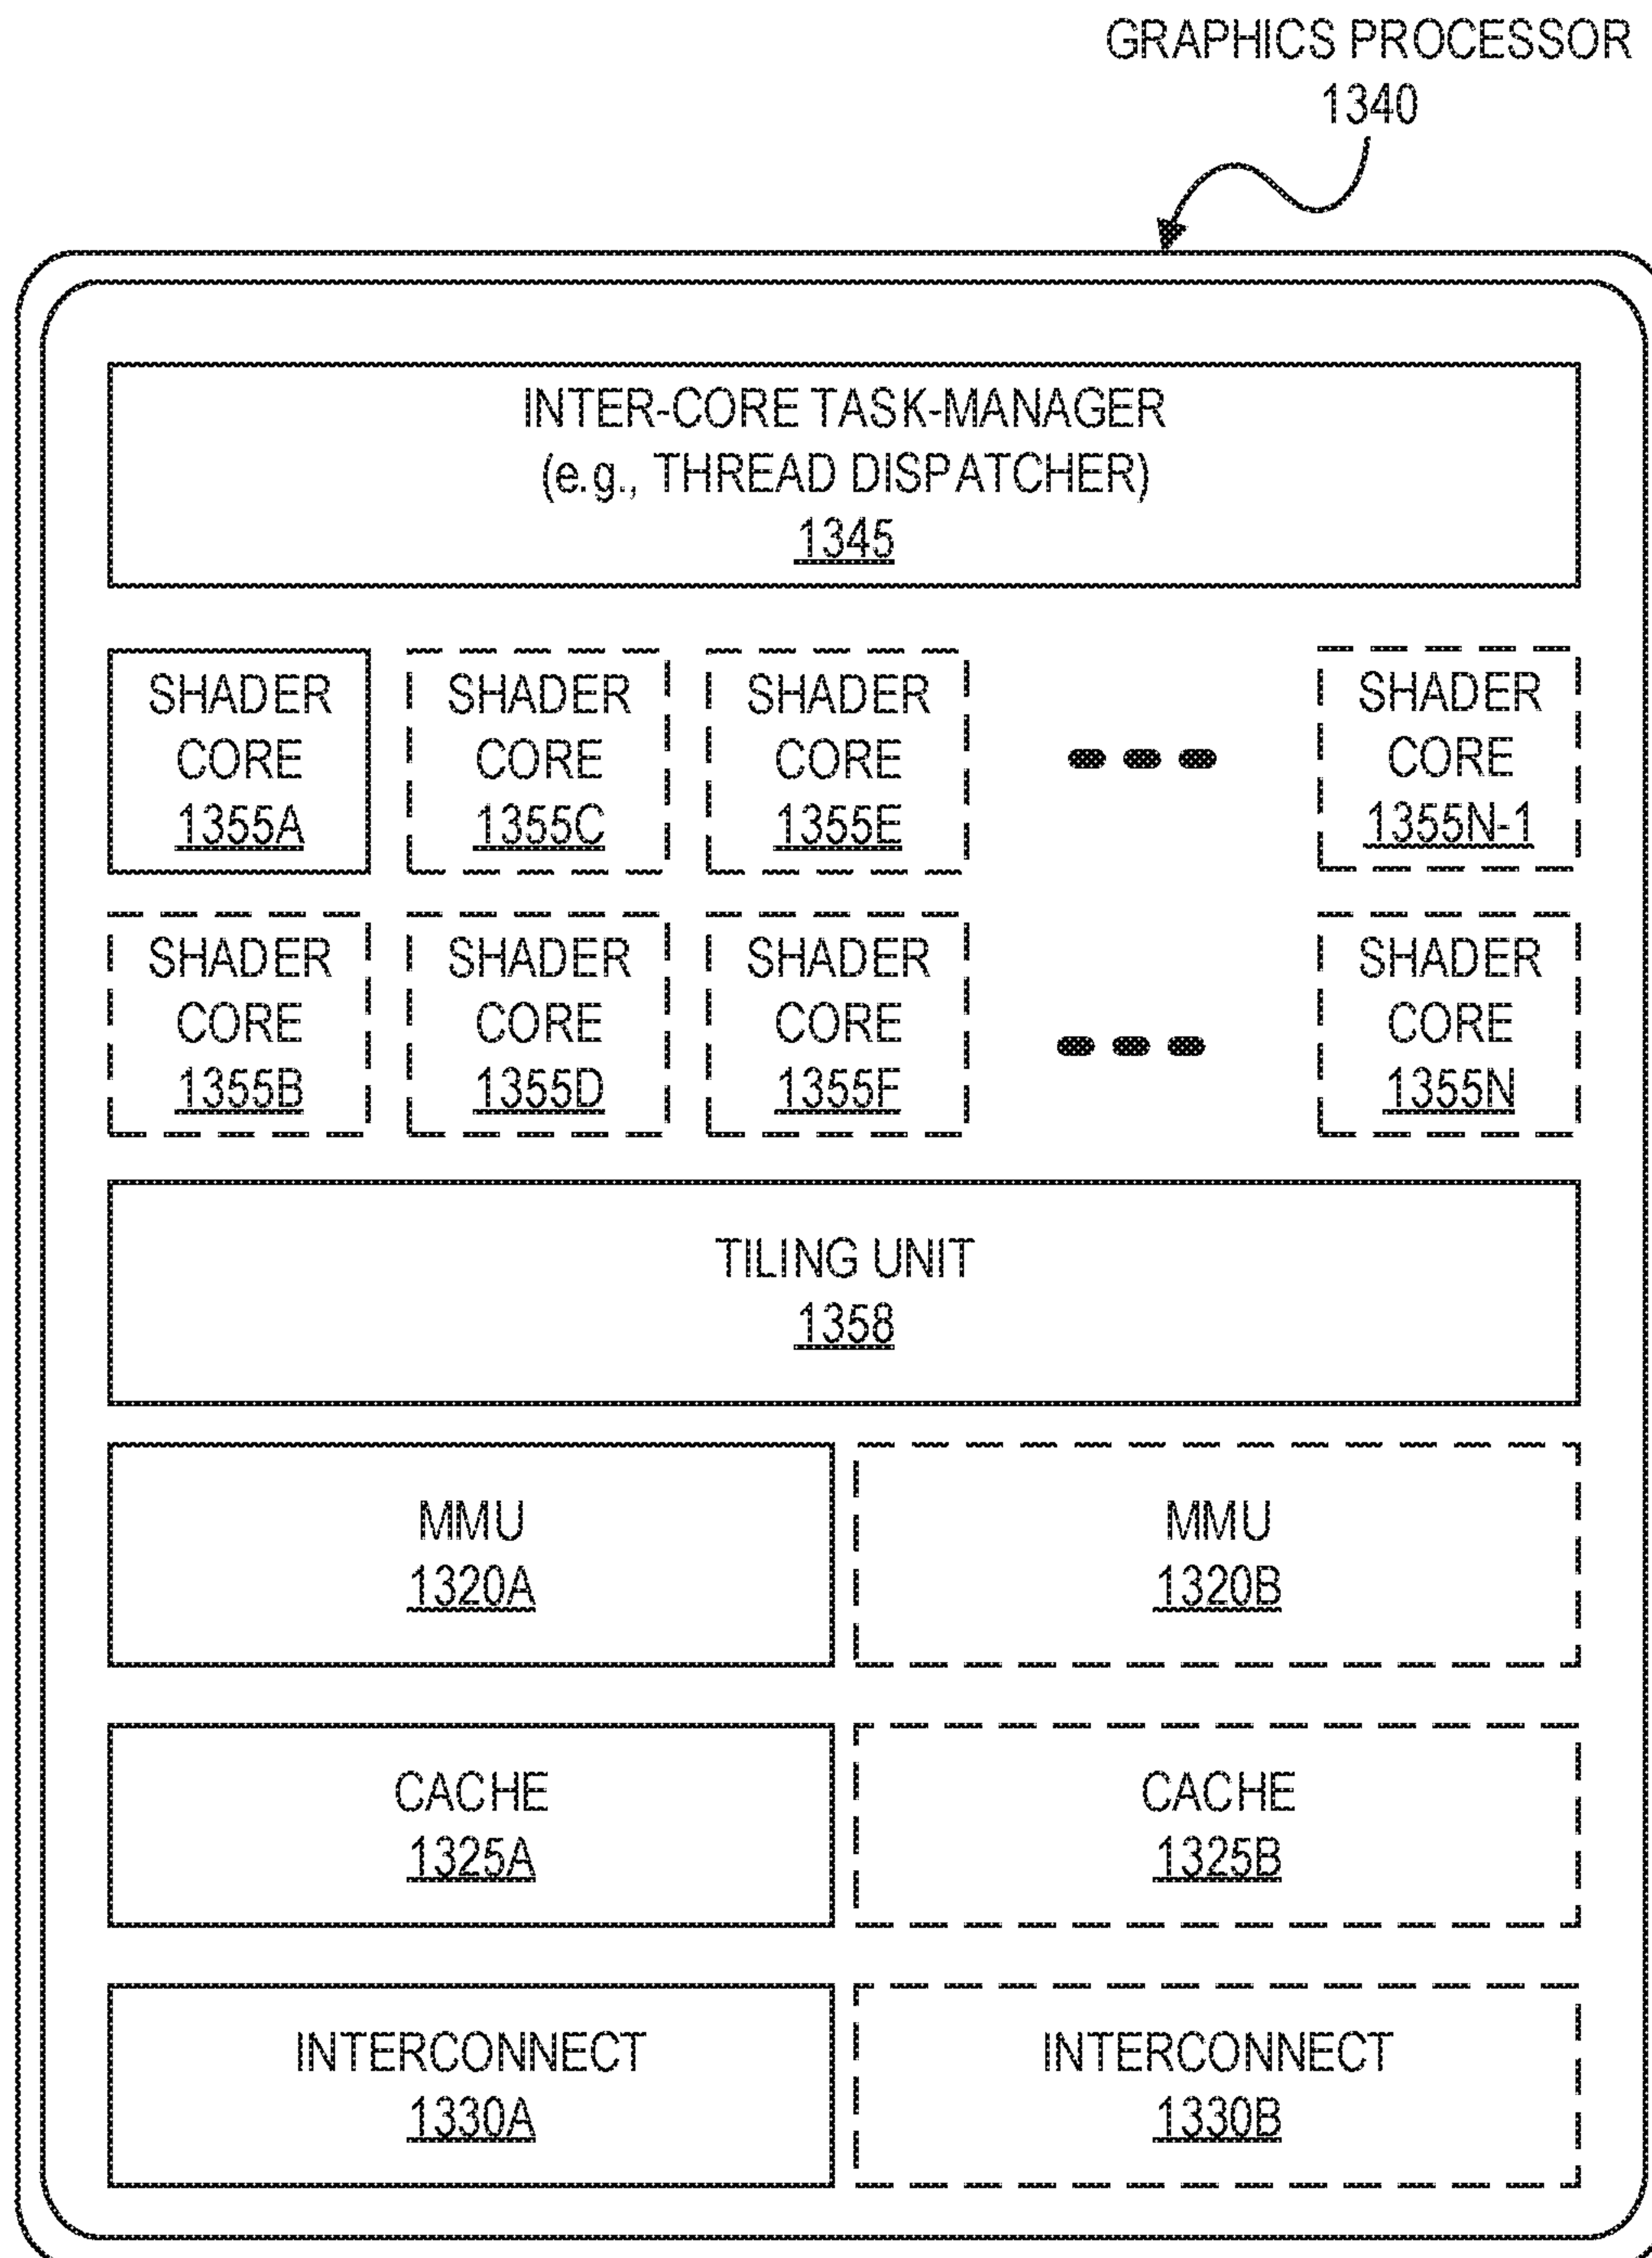 GRAPHICS PROCESSOR
1340
INTER-CORE TASK-MANAGER
(e.g., THREAD DISPATCHER)
1345
SHADER CORE 1355A
SHADER CORE 1355C
SHADER CORE 1355E
SHADER CORE 1355N-1
SHADER CORE 1355B
SHADER CORE 1355D
SHADER CORE 1355F
SHADER CORE 1355N
TILING UNIT
1358
MMU
1320A
MMU
1320B
CACHE
1325A
CACHE
1325B
INTERCONNECT
1330A
INTERCONNECT
1330B